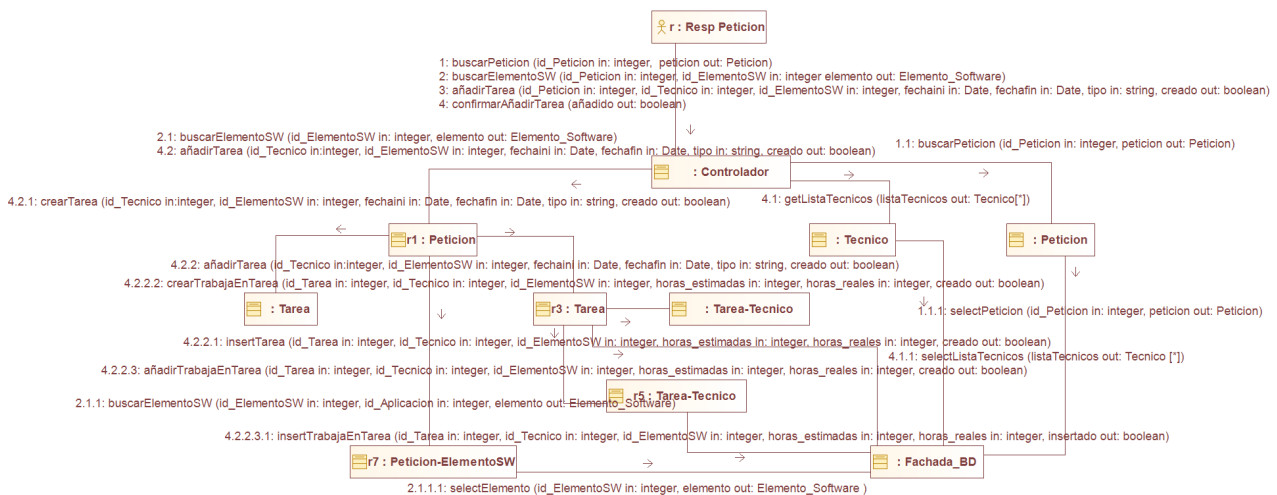 r : Resp Peticion
1: buscarPeticion (id_Peticion in: integer,  peticion out: Peticion)
2: buscarElementoSW (id_Peticion in: integer, id_ElementoSW in: integer elemento out: Elemento_Software)
3: añadirTarea (id_Peticion in: integer, id_Tecnico in: integer, id_ElementoSW in: integer, fechaini in: Date, fechafin in: Date, tipo in: string, creado out: boolean)
4: confirmarAñadirTarea (añadido out: boolean)
2.1: buscarElementoSW (id_ElementoSW in: integer, elemento out: Elemento_Software)
1.1: buscarPeticion (id_Peticion in: integer, peticion out: Peticion)
4.2: añadirTarea (id_Tecnico in:integer, id_ElementoSW in: integer, fechaini in: Date, fechafin in: Date, tipo in: string, creado out: boolean)
: Controlador
4.2.1: crearTarea (id_Tecnico in:integer, id_ElementoSW in: integer, fechaini in: Date, fechafin in: Date, tipo in: string, creado out: boolean)
4.1: getListaTecnicos (listaTecnicos out: Tecnico[*])
r1 : Peticion
: Tecnico
: Peticion
4.2.2: añadirTarea (id_Tecnico in:integer, id_ElementoSW in: integer, fechaini in: Date, fechafin in: Date, tipo in: string, creado out: boolean)
4.2.2.2: crearTrabajaEnTarea (id_Tarea in: integer, id_Tecnico in: integer, id_ElementoSW in: integer, horas_estimadas in: integer, horas_reales in: integer, creado out: boolean)
: Tarea
r3 : Tarea
: Tarea-Tecnico
1.1.1: selectPeticion (id_Peticion in: integer, peticion out: Peticion)
4.2.2.1: insertTarea (id_Tarea in: integer, id_Tecnico in: integer, id_ElementoSW in: integer, horas_estimadas in: integer, horas_reales in: integer, creado out: boolean)
4.1.1: selectListaTecnicos (listaTecnicos out: Tecnico [*])
4.2.2.3: añadirTrabajaEnTarea (id_Tarea in: integer, id_Tecnico in: integer, id_ElementoSW in: integer, horas_estimadas in: integer, horas_reales in: integer, creado out: boolean)
r5 : Tarea-Tecnico
2.1.1: buscarElementoSW (id_ElementoSW in: integer, id_Aplicacion in: integer, elemento out: Elemento_Software)
4.2.2.3.1: insertTrabajaEnTarea (id_Tarea in: integer, id_Tecnico in: integer, id_ElementoSW in: integer, horas_estimadas in: integer, horas_reales in: integer, insertado out: boolean)
r7 : Peticion-ElementoSW
: Fachada_BD
2.1.1.1: selectElemento (id_ElementoSW in: integer, elemento out: Elemento_Software )